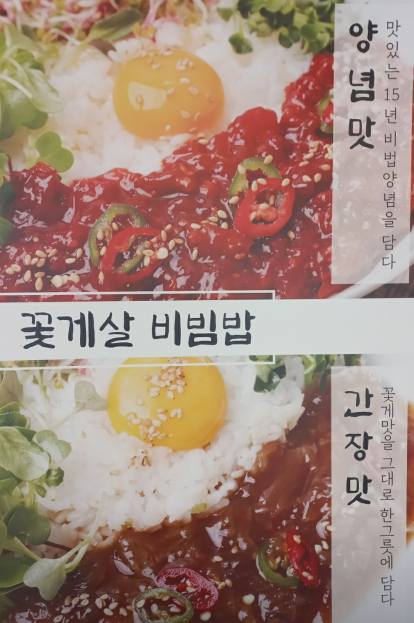 양념맛
맛있는 15년 비법양념을 담다
꽃게살 비빔밥
간장맛
꽃게맛을 그대로 한그릇에 담다